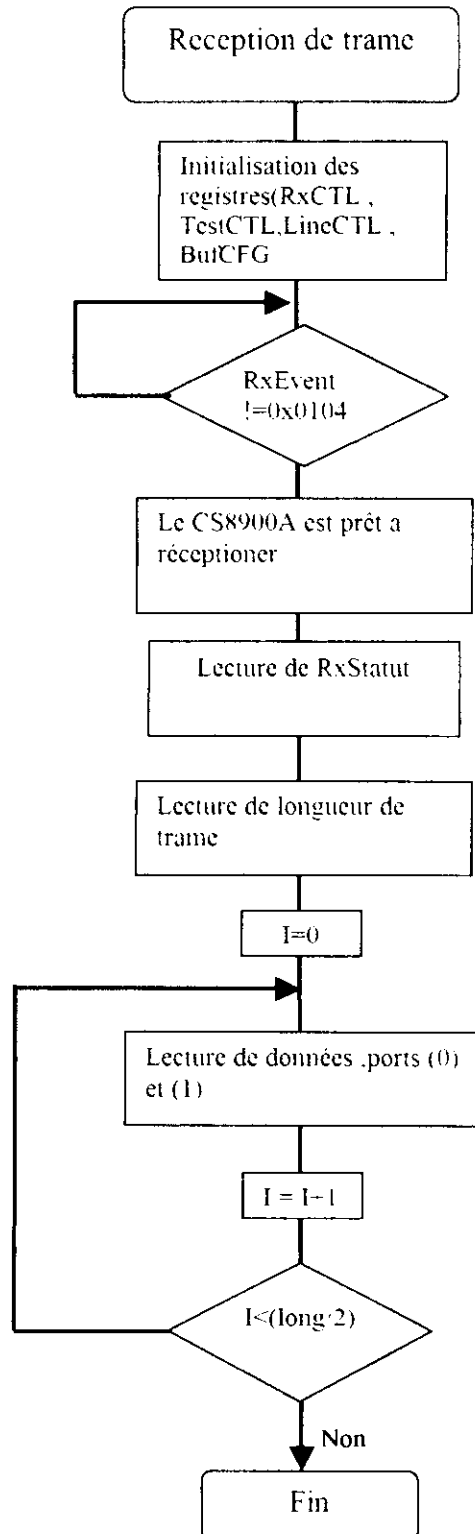 Reception de trame
Initialisation des
registres(RxCTL ,
TestCTL,LineCTL ,
BufCFG
RxEvent
!=0x0104
Le CS8900A est prêt a
réceptioner
Lecture de RxStatut
Lecture de longueur de
trame
I=0
Lecture de données ,ports (0)
et (1)
I = I+1
I<(long/2)
Non
Fin